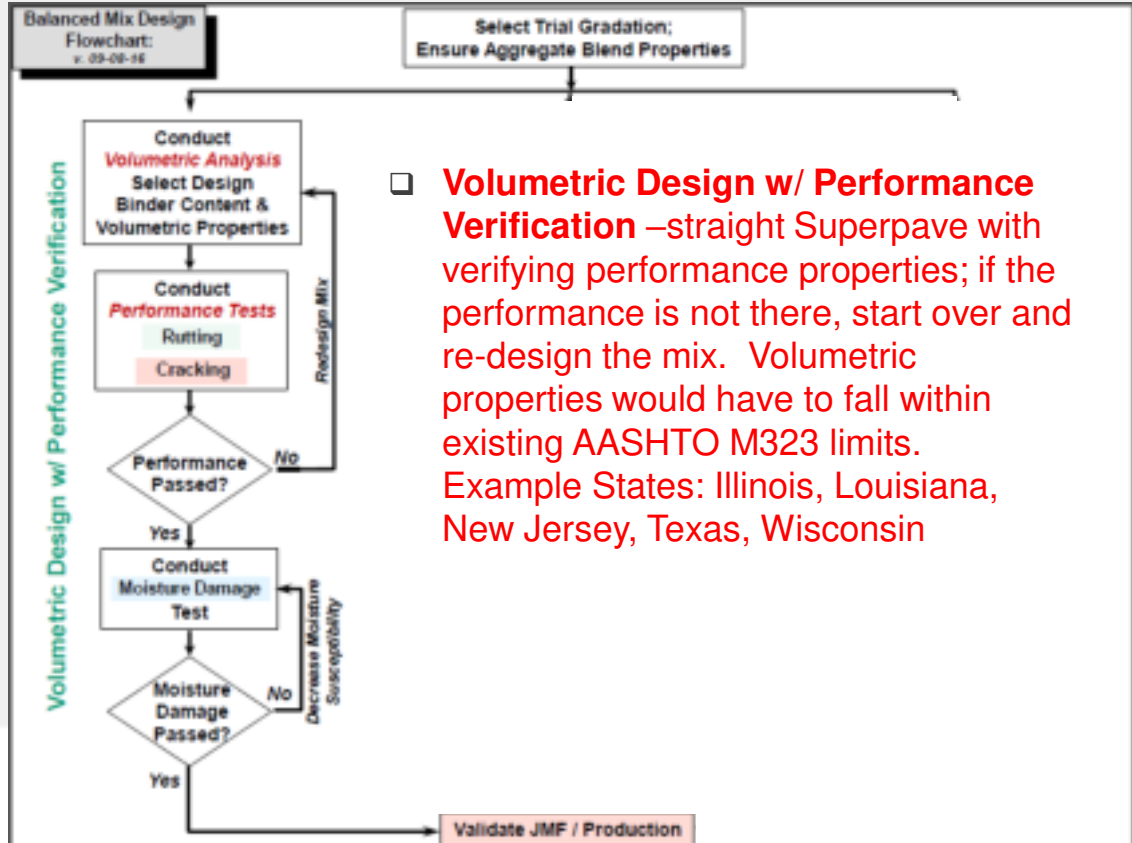 Balanced Mix Design
Flowchart:
v. 09-08-16
Select Trial Gradation;
Ensure Aggregate Blend Properties
Volumetric Design w/ Performance Verification
Conduct
Volumetric Analysis
Select Design
Binder Content &
Volumetric Properties
Conduct
Performance Tests
Rutting
Cracking
Redesign Mix
Performance
Passed?
No
Yes
Conduct
Moisture Damage
Test
Decrease Moisture
Susceptibility
Moisture
Damage
Passed?
No
Yes
Validate JMF / Production
❑ Volumetric Design w/ Performance
Verification –straight Superpave with
verifying performance properties; if the
performance is not there, start over and
re-design the mix. Volumetric
properties would have to fall within
existing AASHTO M323 limits.
Example States: Illinois, Louisiana,
New Jersey, Texas, Wisconsin